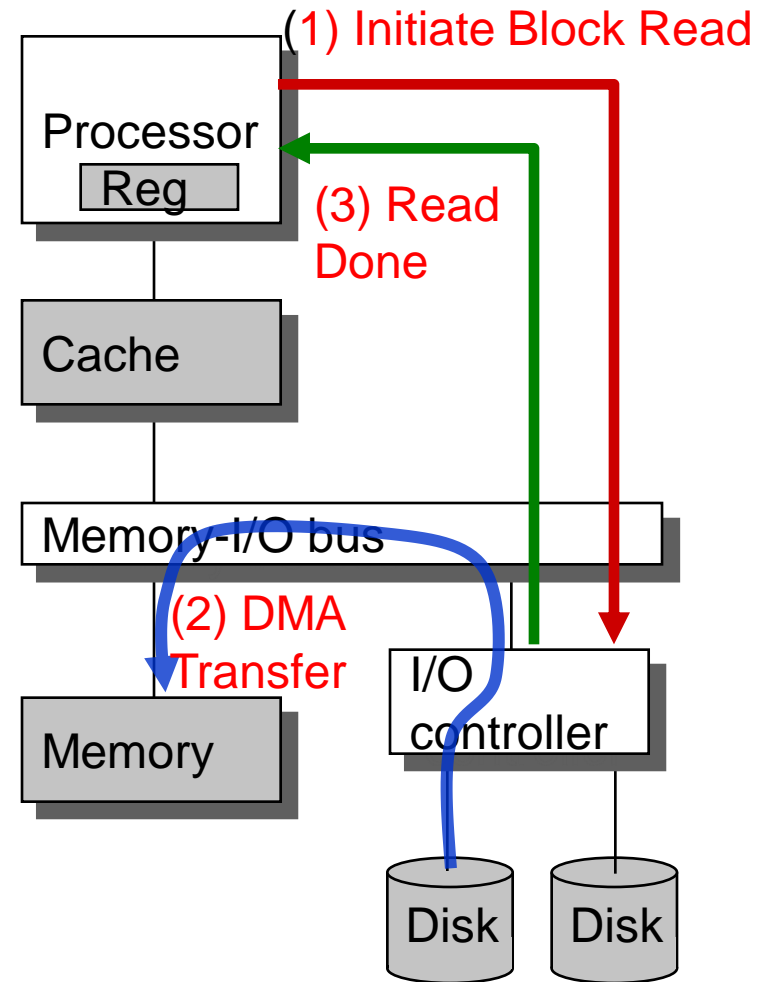 (1) Initiate Block Read
Processor
Reg
(3) Read
Done
Cache
Memory-I/O bus
(2) DMA
Transfer
I/O
controller
Memory
Disk
Disk